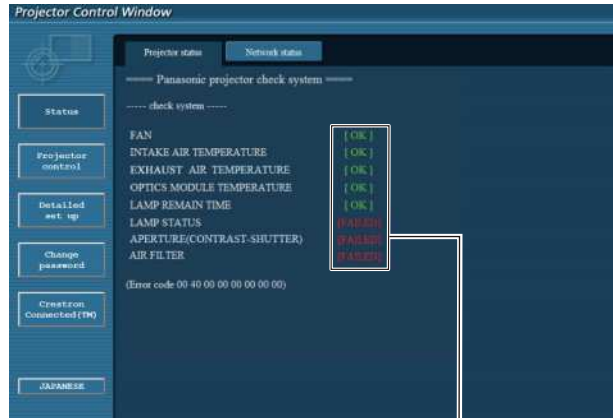 Projector Control Window
Projector status
Network status
==== Panasonic projector check system ====
Status
----- check system -----
FAN [ OK ]
INTAKE AIR TEMPERATURE [ OK ]
Projector
control
EXHAUST AIR TEMPERATURE [ OK ]
OPTICS MODULE TEMPERATURE [ OK ]
LAMP REMAIN TIME [ OK ]
Detailed
set up
LAMP STATUS [FAILED]
APERTURE(CONTRAST-SHUTTER) [FAILED]
AIR FILTER [FAILED]
Change
password
(Error code 00 40 00 00 00 00 00 00)
Crestron
Connected(TM)
JAPANESE